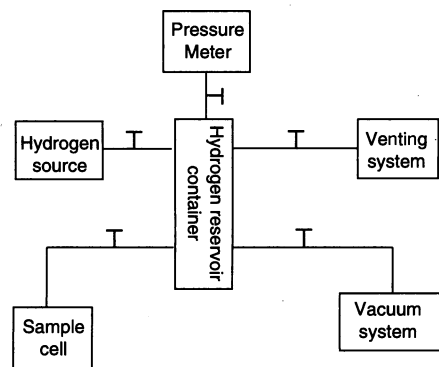 Pressure
Meter
Hydrogen
source
Hydrogen reservoir
container
Venting
system
Sample
cell
Vacuum
system